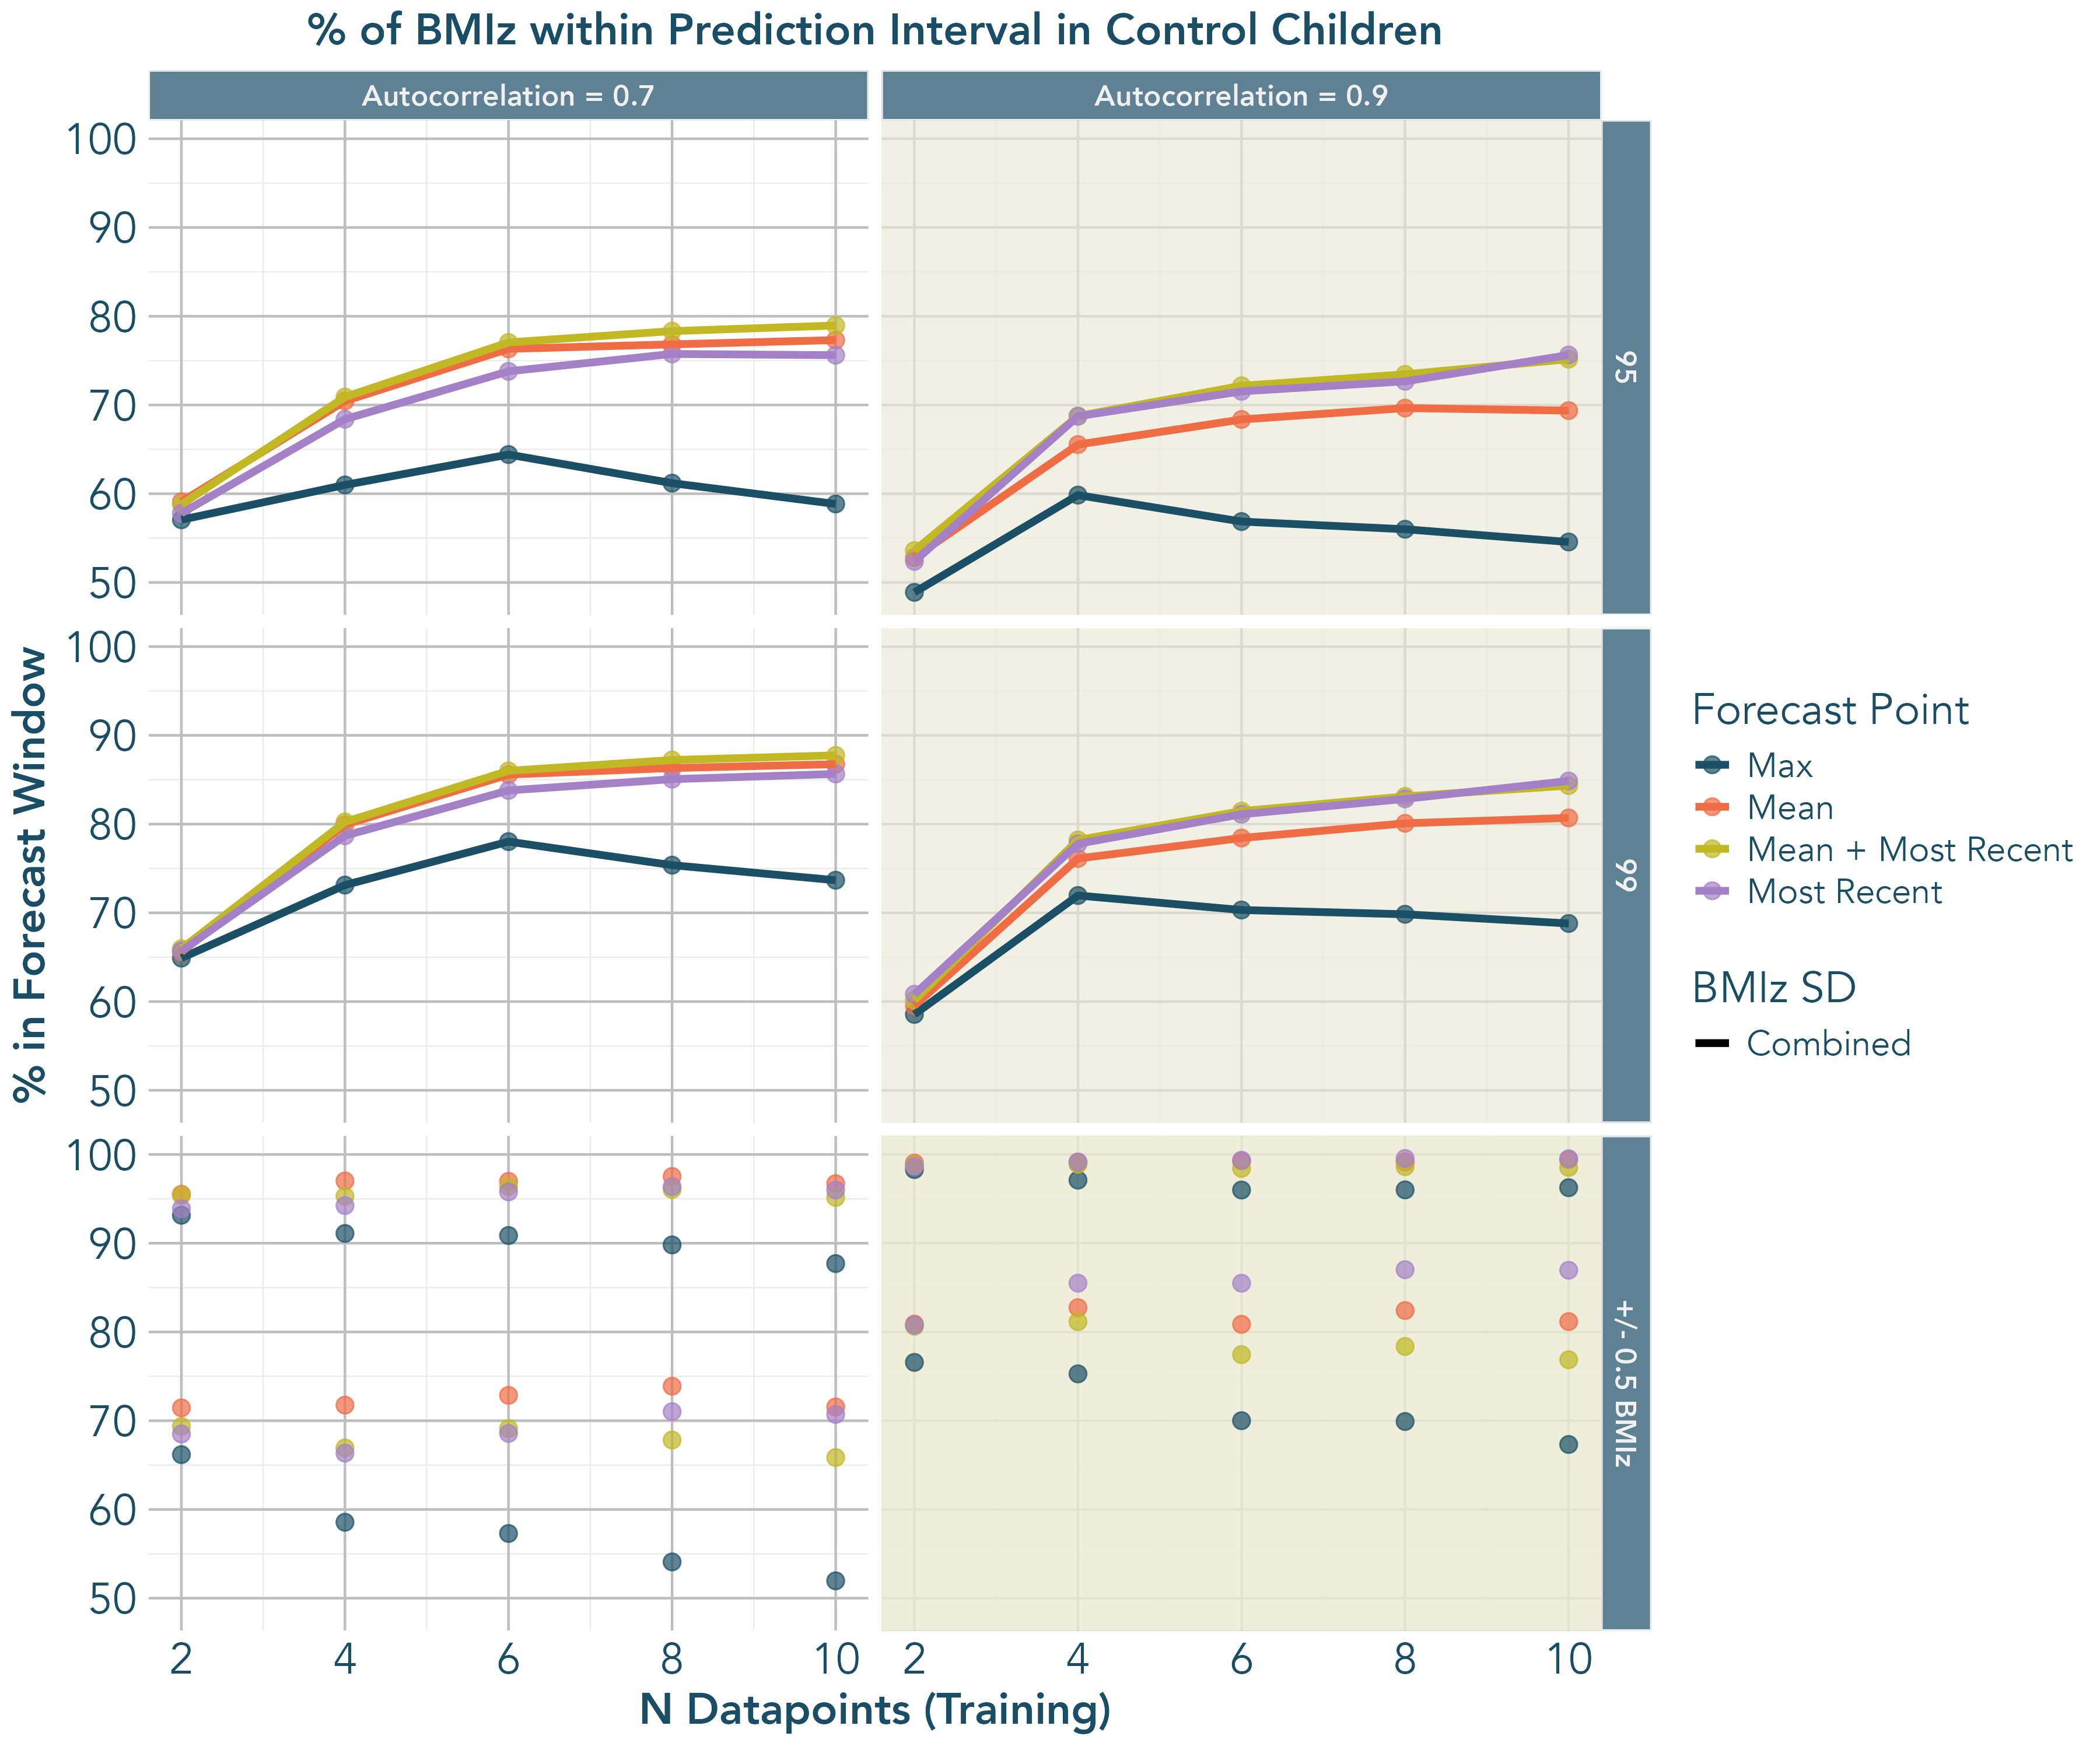 % of BMIz within Prediction Interval in Control Children
Autocorrelation = 0.7
Autocorrelation = 0.9
100
90
80
70
60
50
95
% in Forecast Window
100
90
80
70
60
50
99
100
90
80
70
60
50
+/- 0.5 BMIz
2 4 6 8 10
2 4 6 8 10
N Datapoints (Training)
Forecast Point
Max
Mean
Mean + Most Recent
Most Recent
BMIz SD
Combined